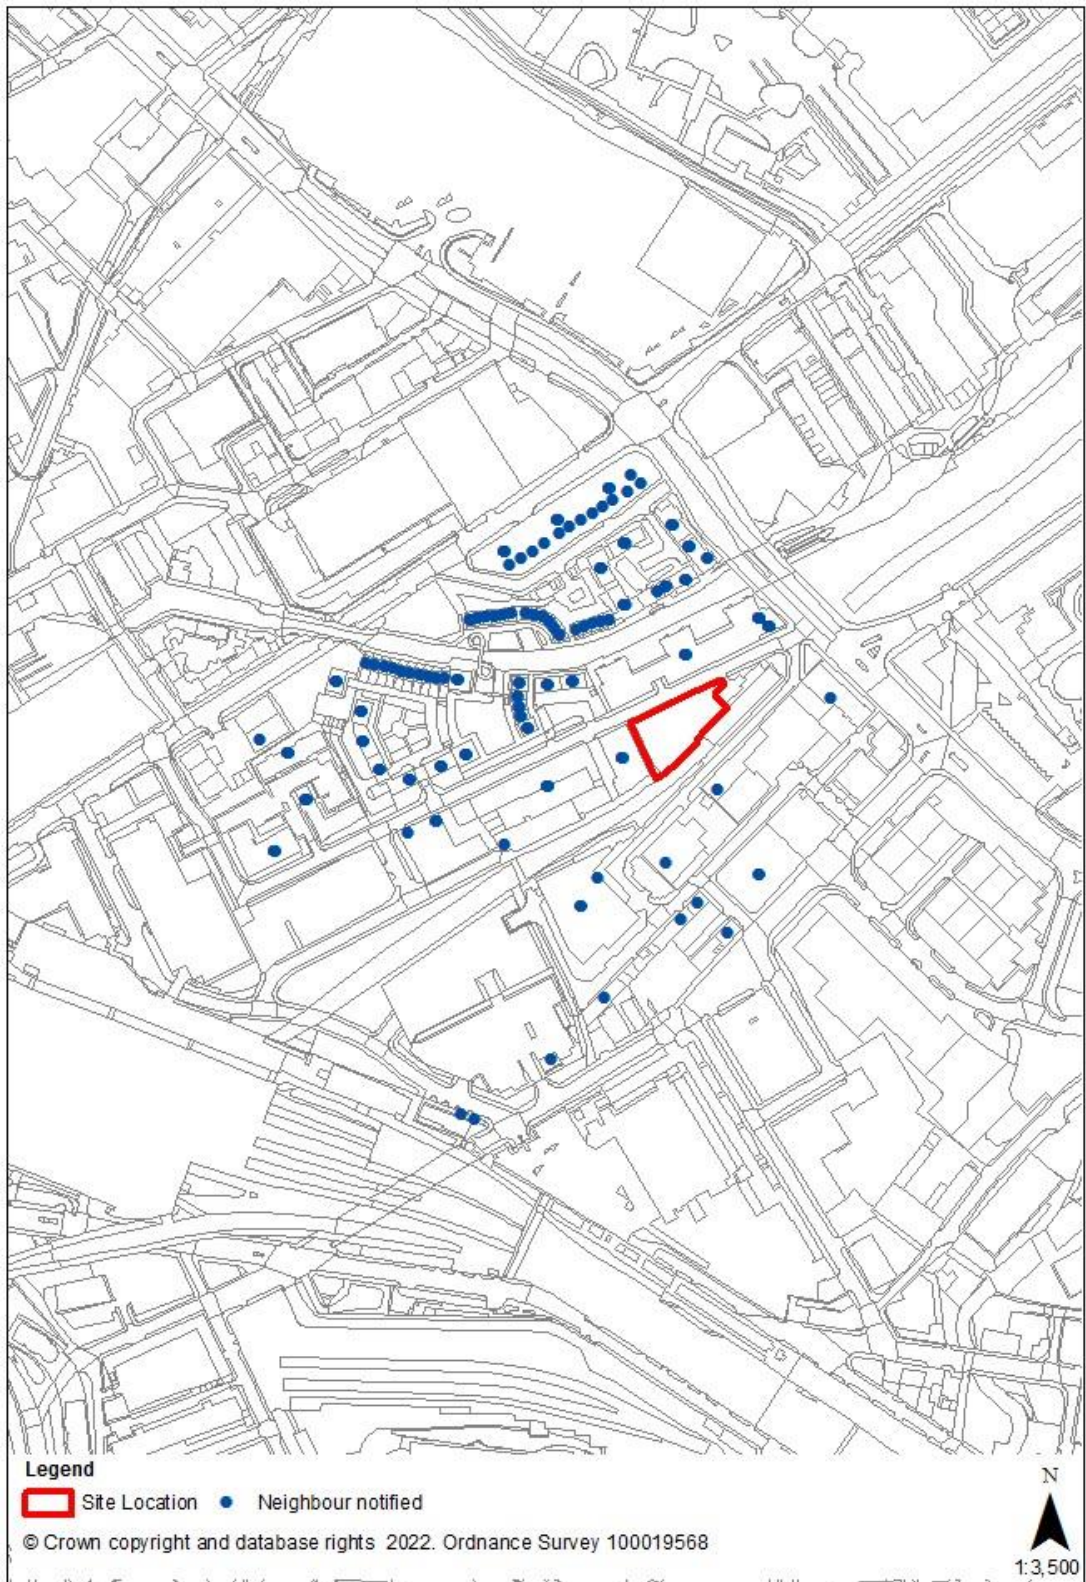 Legend
Site Location Neighbour notified
© Crown copyright and database rights 2022. Ordnance Survey 100019568
N
1:3,500